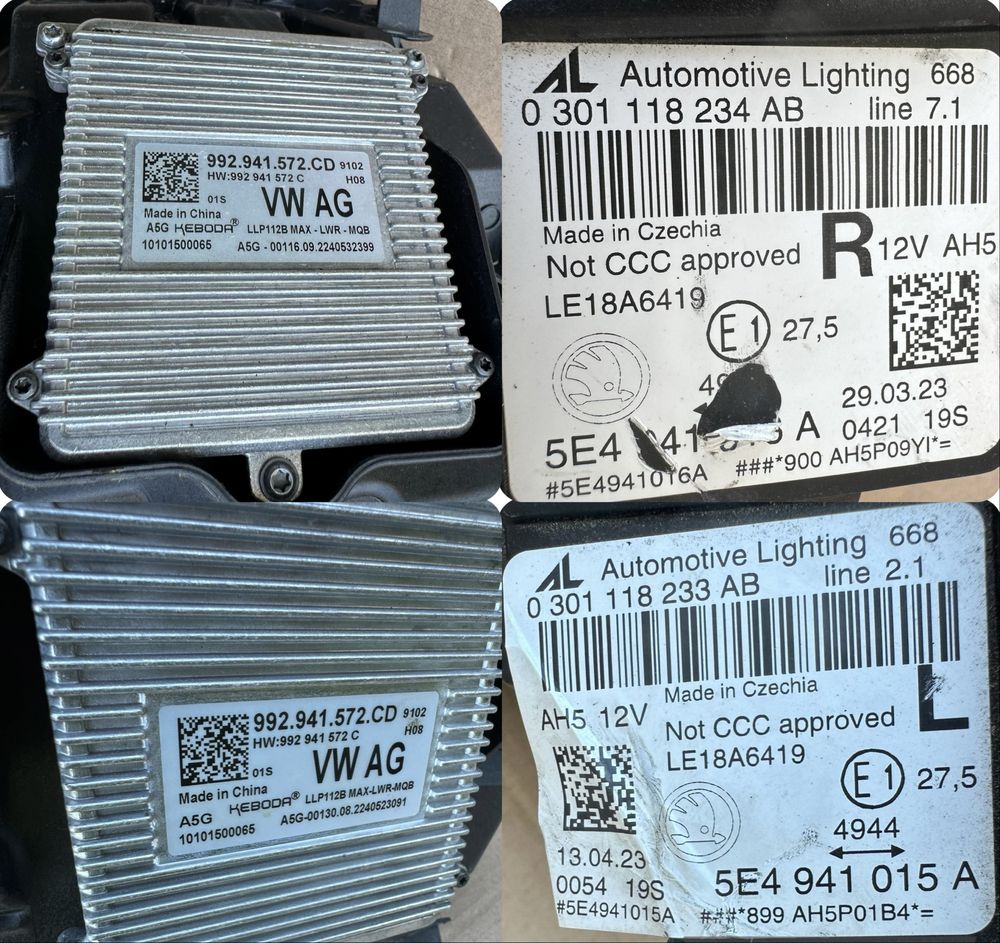 992.941.572.CD 9102
HW:992 941 572 C H08
01S VW AG
Made in China
A5G KEBODA® LLP112B MAX - LWR - MQB
10101500065 A5G - 00116.09.2240532399
AL Automotive Lighting 668
0 301 118 234 AB line 7.1
Made in Czechia
R 12V AH5
Not CCC approved
LE18A6419
E1 27,5
29.03.23
5E4 A 0421 19S
#5E4941016A ###*900 AH5P09YI*=
992.941.572.CD 9102
HW:992 941 572 C H08
01S VW AG
Made in China
KEBODA® LLP112B MAX-LWR-MQB
A5G A5G-00130.08.2240523091
10101500065
AL Automotive Lighting 668
0 301 118 233 AB line 2.1
Made in Czechia
AH5 12V Not CCC approved L
LE18A6419
E1 27,5
4944
13.04.23
0054 19S 5E4 941 015 A
#5E4941015A ###*899 AH5P01B4*=